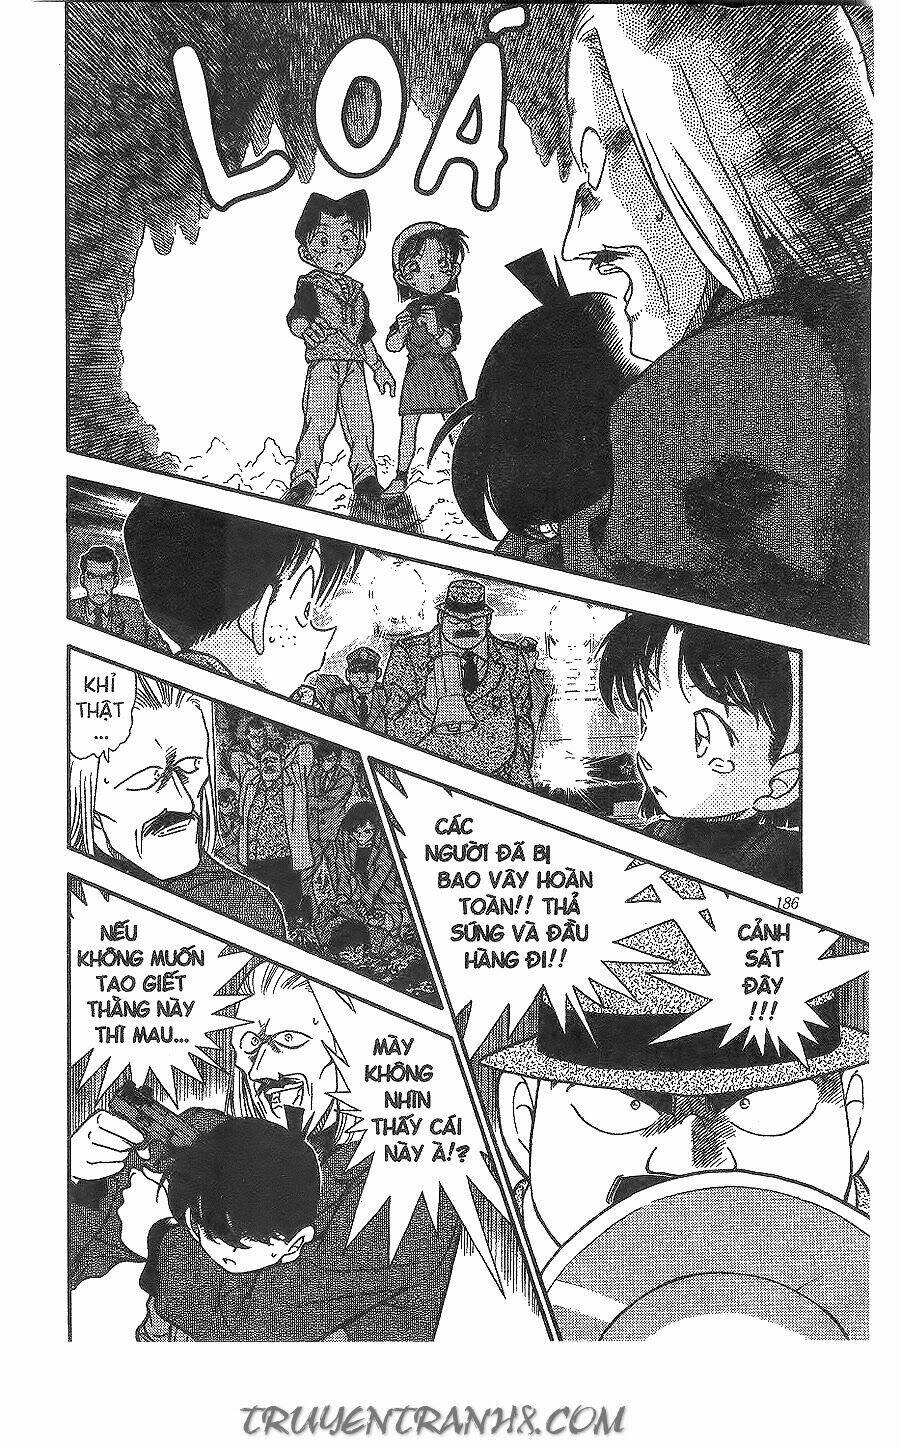 LOÁ
KHỈ
THẬT
...
CÁC
NGƯỜI ĐÃ BỊ
BAO VÂY HOÀN
TOÀN!! THẢ
SÚNG VÀ ĐẦU
HÀNG ĐI!!
186
CẢNH
SÁT
ĐÂY
!!!
NẾU
KHÔNG MUỐN
TAO GIẾT
THẰNG NÀY
THÌ MAU...
MÀY
KHÔNG
NHÌN
THẤY CÁI
NÀY À!?
TRUYENTRANH8.COM